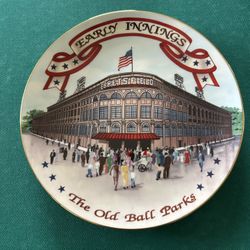 EARLY INNINGS
The Old Ball Parks